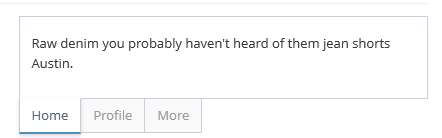 Raw denim you probably haven't heard of them jean shorts
Austin.
Home Profile More